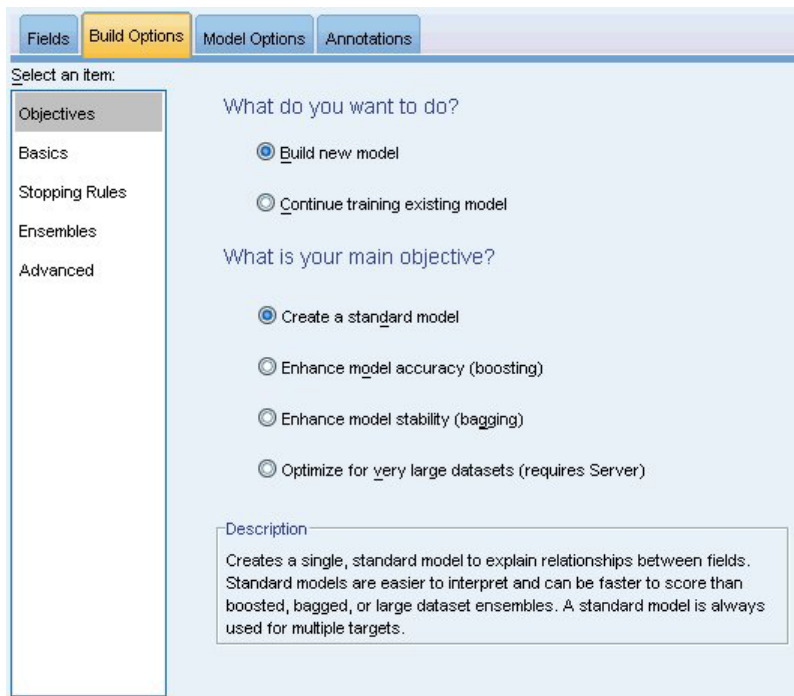 Fields Build Options Model Options Annotations
Select an item:
Objectives
Basics
Stopping Rules
Ensembles
Advanced
What do you want to do?
Build new model
Continue training existing model
What is your main objective?
Create a standard model
Enhance model accuracy (boosting)
Enhance model stability (bagging)
Optimize for very large datasets (requires Server)
Description
Creates a single, standard model to explain relationships between fields.
Standard models are easier to interpret and can be faster to score than
boosted, bagged, or large dataset ensembles. A standard model is always
used for multiple targets.